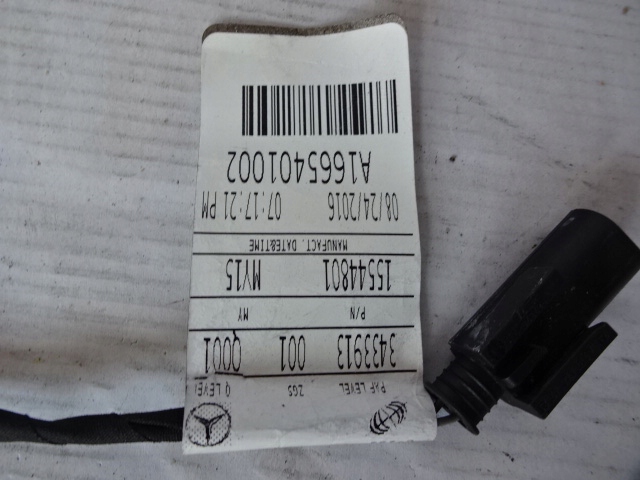 P&P LEVEL ZGS Q LEVEL
3433913 001 Q001
P/N MY
15544801 MY15
MANUFACT. DATE&TIME
08/24/2016 07:17:21 PM
A1665401002